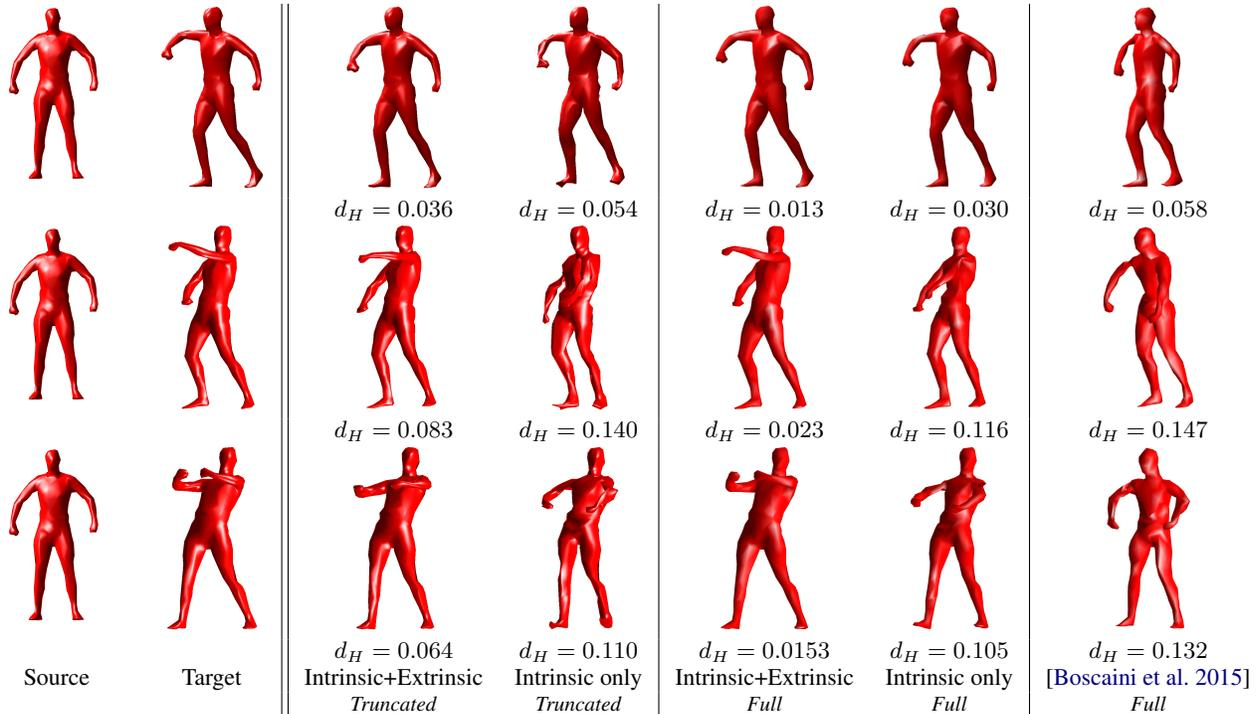 d_H = 0.036 d_H = 0.054 d_H = 0.013 d_H = 0.030 d_H = 0.058
d_H = 0.083 d_H = 0.140 d_H = 0.023 d_H = 0.116 d_H = 0.147
d_H = 0.064 d_H = 0.110 d_H = 0.0153 d_H = 0.105 d_H = 0.132
Source Target Intrinsic+Extrinsic Intrinsic only Intrinsic+Extrinsic Intrinsic only [Boscaini et al. 2015]
Truncated Truncated Full Full Full